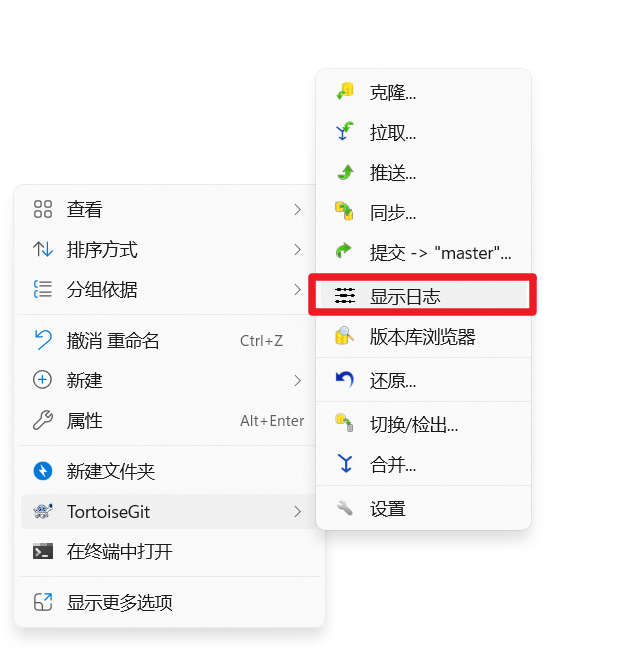 克隆...
拉取...
推送...
同步...
提交 -> "master"...
显示日志
版本库浏览器
还原...
切换/检出...
合并...
设置
查看
排序方式
分组依据
撤消 重命名 Ctrl+Z
新建
属性 Alt+Enter
新建文件夹
TortoiseGit
在终端中打开
显示更多选项